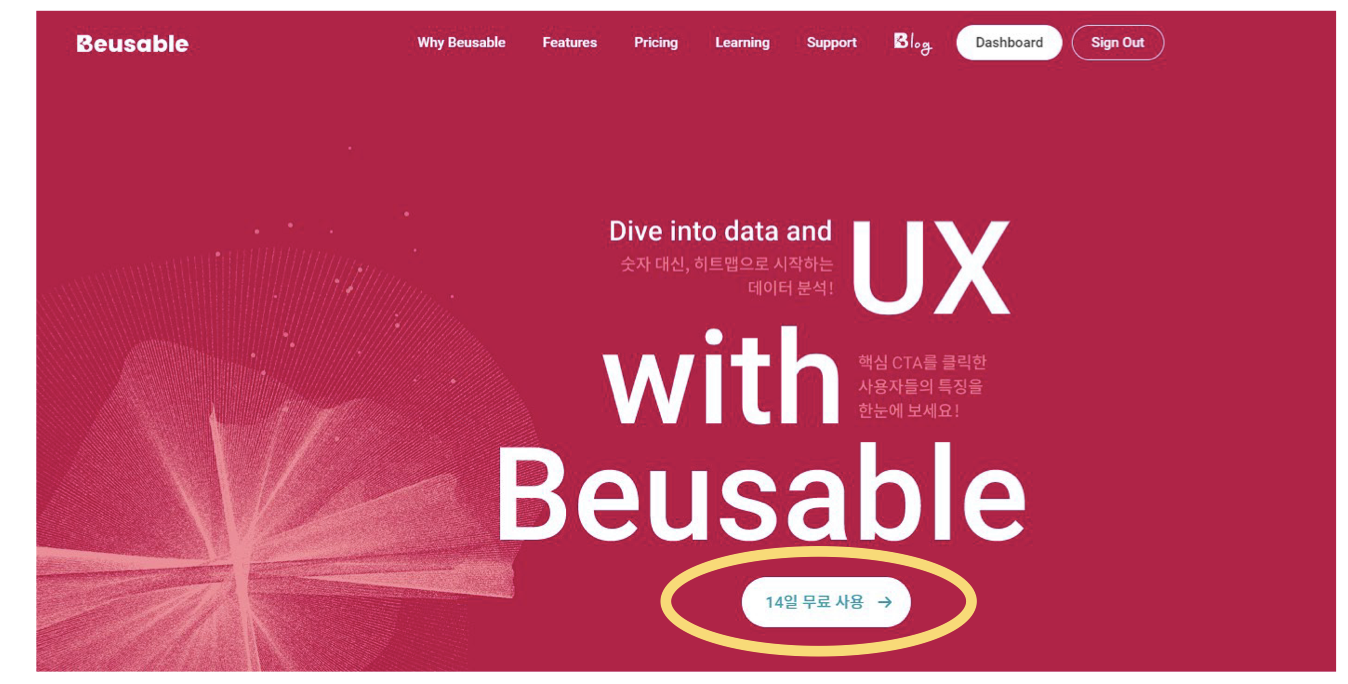 Beusable
Why Beusable Features Pricing Learning Support Blog Dashboard Sign Out
Dive into data and
숫자 대신, 히트맵으로 시작하는
데이터 분석!
UX
with
핵심 CTA를 클릭한
사용자들의 특징을
한눈에 보세요!
Beusable
14일 무료 사용 →